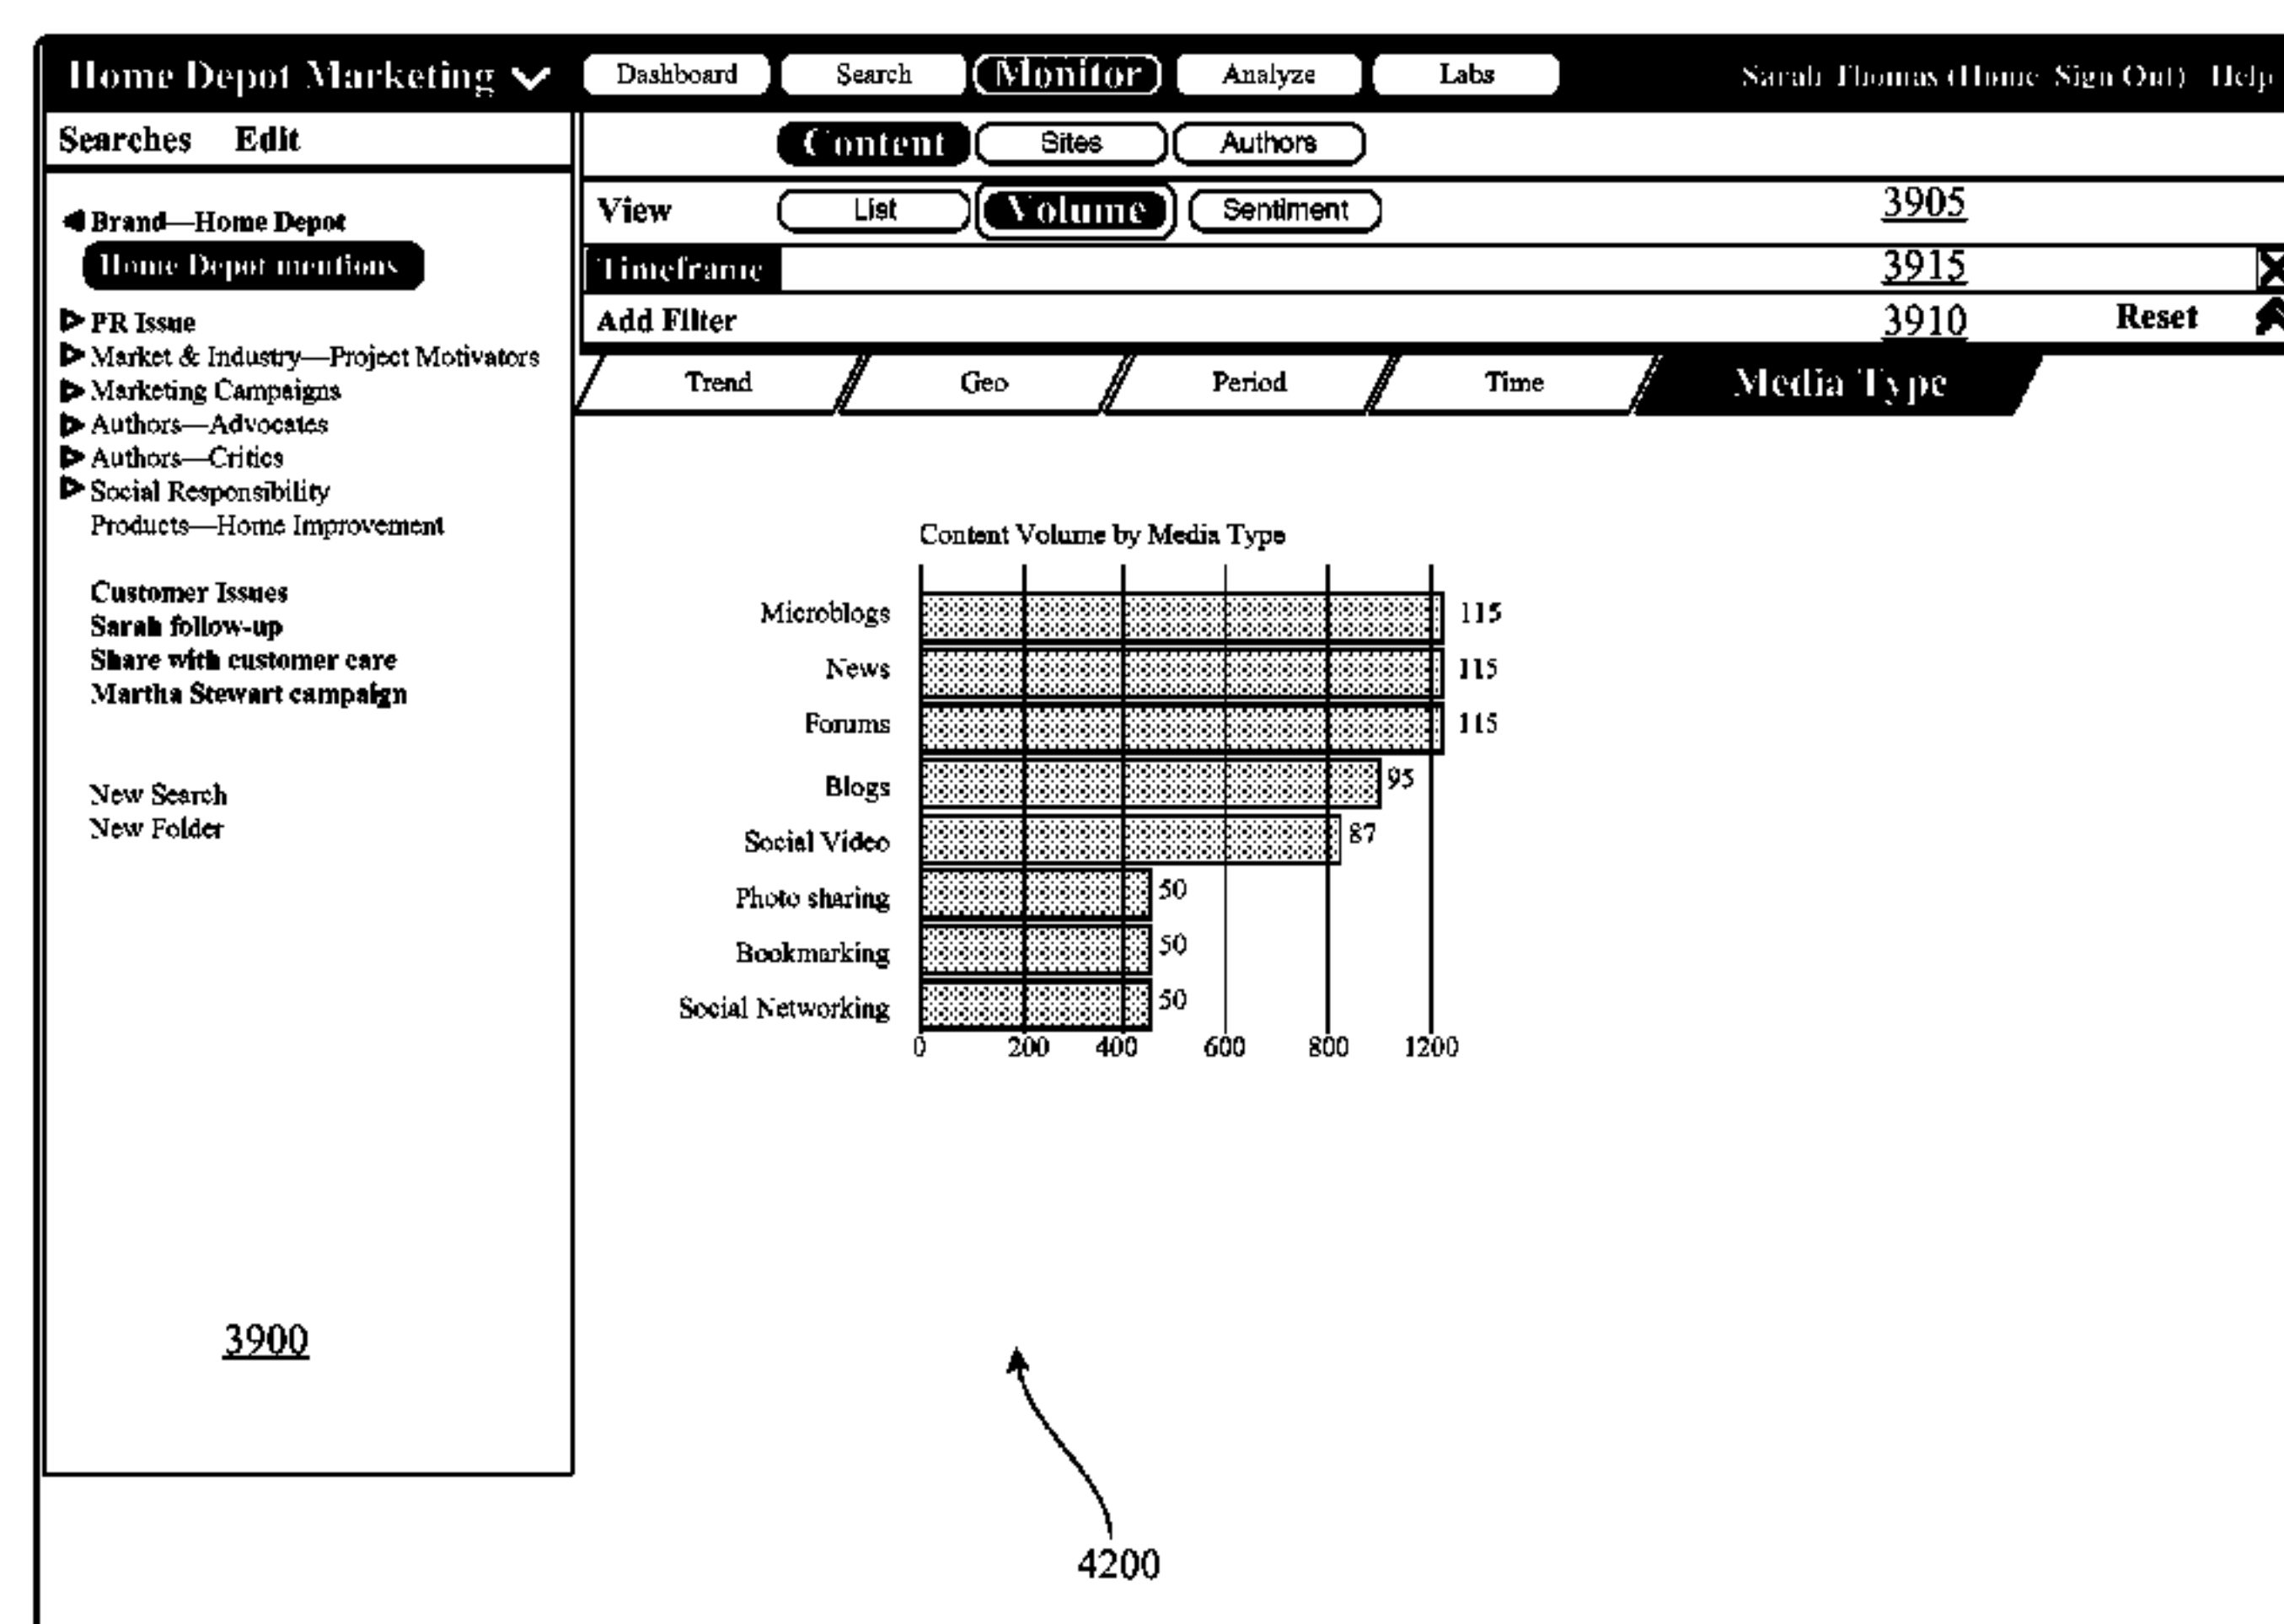 Home Depot Marketing Dashboard Search Monitor Analyze Labs Sarah Thomas (Home Sign Out) Help
Searches Edit
Content Sites Authors
View List Volume Sentiment 3905
Timeframe 3915
Add Filter 3910 Reset
Trend Geo Period Time Media Type
Brand—Home Depot
Home Depot mentions
PR Issue
Market & Industry—Project Motivators
Marketing Campaigns
Authors—Advocates
Authors—Critics
Social Responsibility
Products—Home Improvement
Customer Issues
Sarah follow-up
Share with customer care
Martha Stewart campaign
New Search
New Folder
3900
Content Volume by Media Type
Microblogs 115
News 115
Forums 115
Blogs 95
Social Video 87
Photo sharing 50
Bookmarking 50
Social Networking 50
0 200 400 600 800 1200
4200